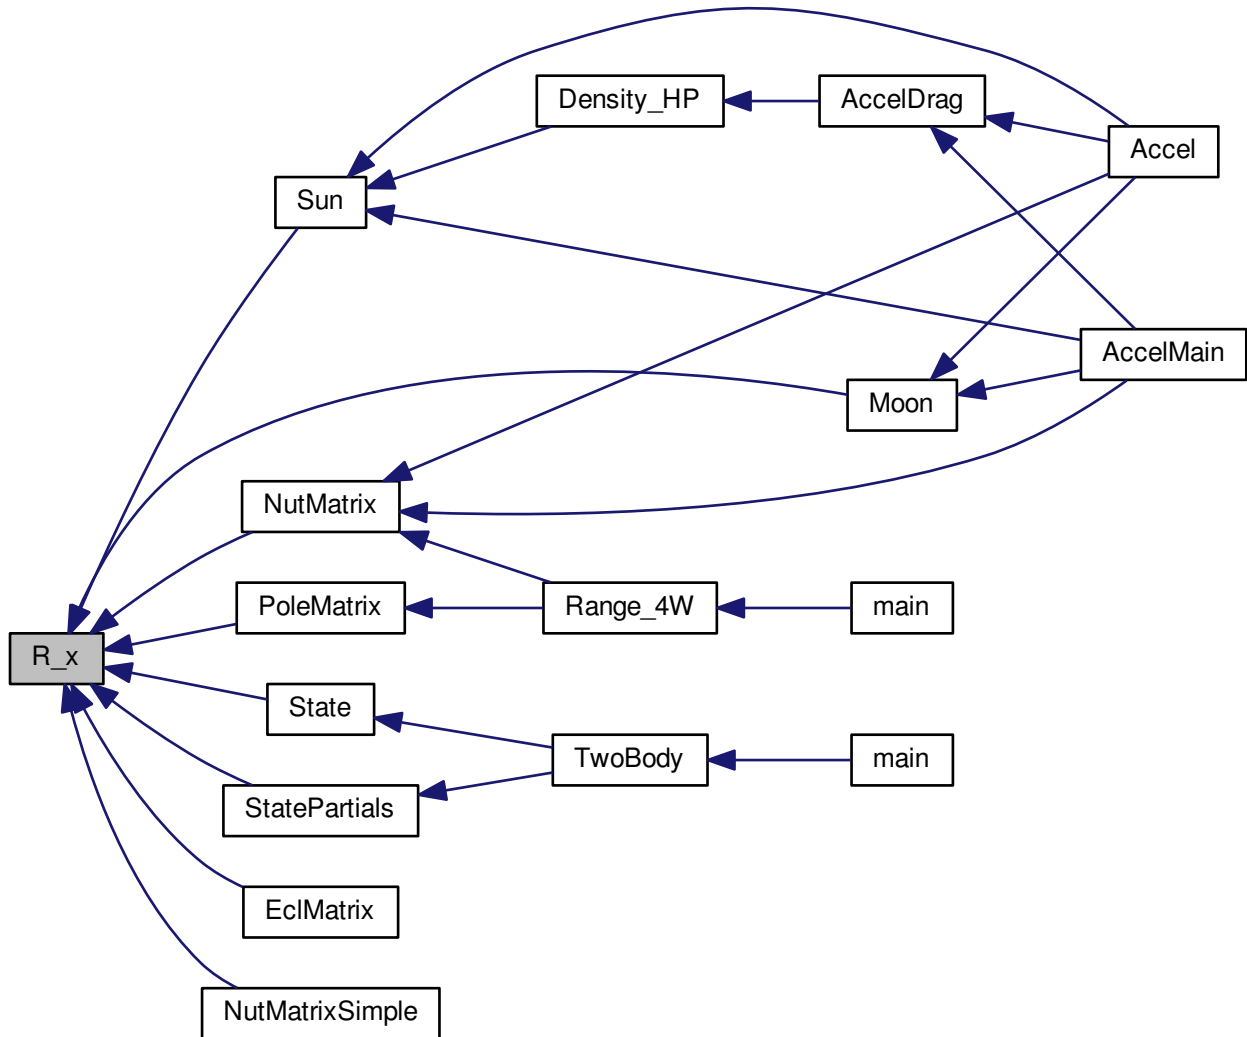 Density_HP
AccelDrag
Accel
Sun
AccelMain
Moon
NutMatrix
PoleMatrix
Range_4W
main
R_x
State
TwoBody
main
StatePartials
EclMatrix
NutMatrixSimple